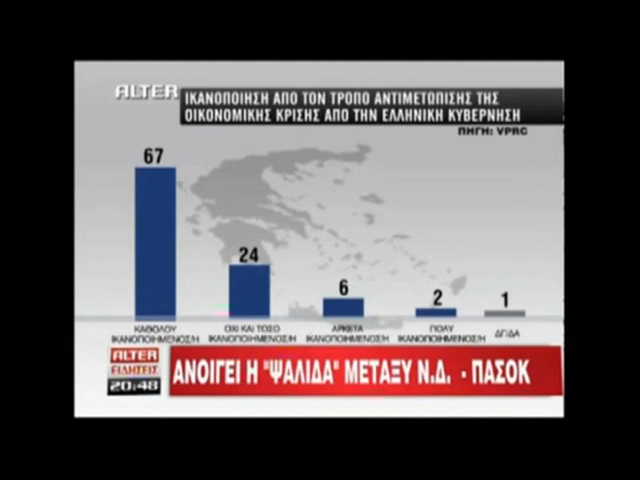 ALTER
ΙΚΑΝΟΠΟΙΗΣΗ ΑΠΟ ΤΟΝ ΤΡΟΠΟ ΑΝΤΙΜΕΤΩΠΙΣΗΣ ΤΗΣ
ΟΙΚΟΝΟΜΙΚΗΣ ΚΡΙΣΗΣ ΑΠΟ ΤΗΝ ΕΛΛΗΝΙΚΗ ΚΥΒΕΡΝΗΣΗ
ΠΗΓΗ: VPRC
67
24
6
2
1
ΚΑΘΟΛΟΥ
ΙΚΑΝΟΠΟΙΗΜΕΝΟΣ/Η
ΟΧΙ ΚΑΙ ΤΟΣΟ
ΙΚΑΝΟΠΟΙΗΜΕΝΟΣ/Η
ΑΡΚΕΤΑ
ΙΚΑΝΟΠΟΙΗΜΕΝΟΣ/Η
ΠΟΛΥ
ΙΚΑΝΟΠΟΙΗΜΕΝΟΣ/Η
ΔΓ/ΔΑ
ALTER
ΕΙΔΗΣΕΙΣ
20:48
ΑΝΟΙΓΕΙ Η "ΨΑΛΙΔΑ" ΜΕΤΑΞΥ Ν.Δ. - ΠΑΣΟΚ